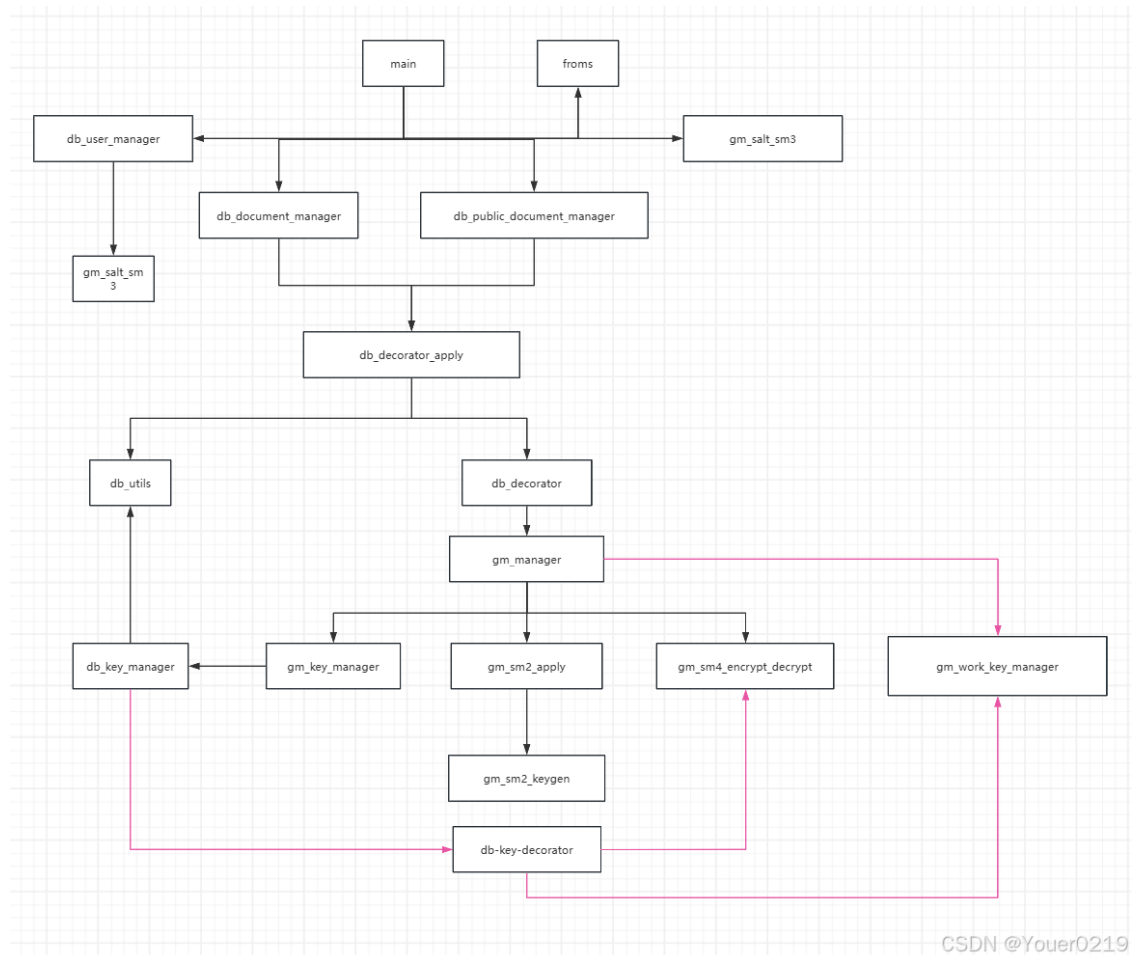 main
froms
db_user_manager
gm_salt_sm3
db_document_manager
db_public_document_manager
gm_salt_sm
3
db_decorator_apply
db_utils
db_decorator
gm_manager
db_key_manager
gm_key_manager
gm_sm2_apply
gm_sm4_encrypt_decrypt
gm_work_key_manager
gm_sm2_keygen
db-key-decorator
CSDN @Youer0219